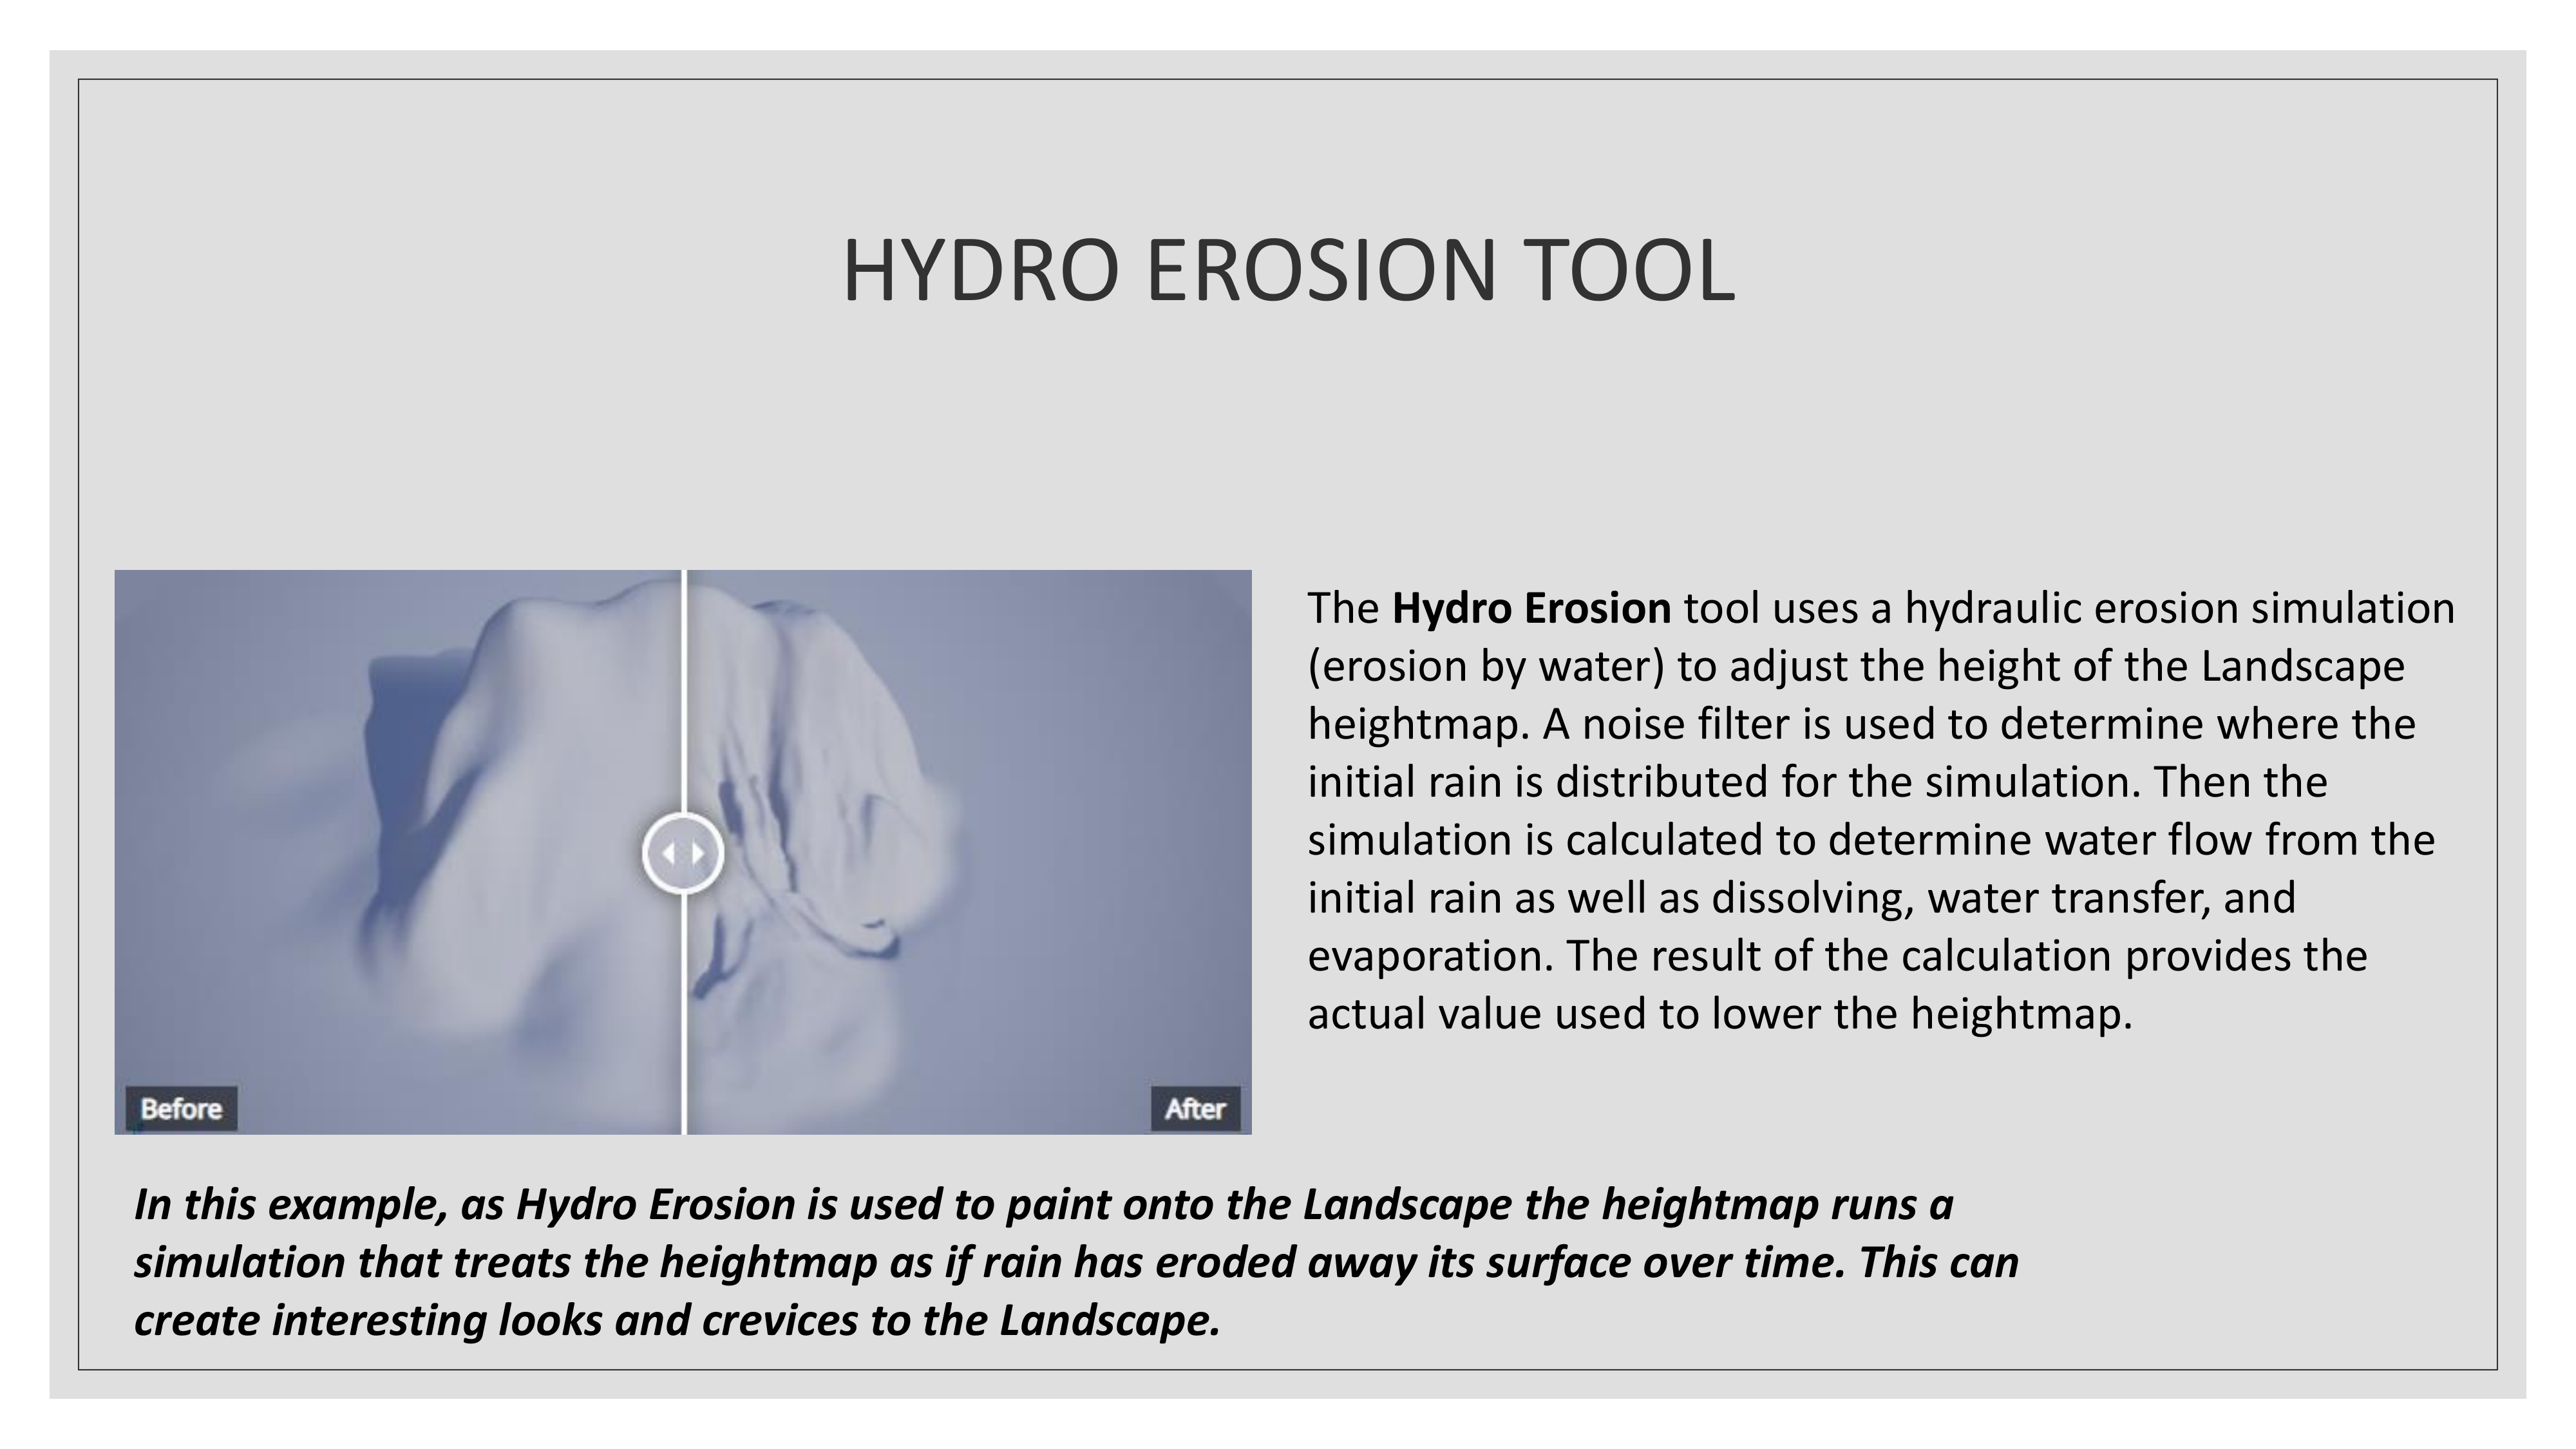 HYDRO EROSION TOOL
The Hydro Erosion tool uses a hydraulic erosion simulation
(erosion by water) to adjust the height of the Landscape
heightmap. A noise filter is used to determine where the
initial rain is distributed for the simulation. Then the
simulation is calculated to determine water flow from the
initial rain as well as dissolving, water transfer, and
evaporation. The result of the calculation provides the
actual value used to lower the heightmap.
Before
After
In this example, as Hydro Erosion is used to paint onto the Landscape the heightmap runs a
simulation that treats the heightmap as if rain has eroded away its surface over time. This can
create interesting looks and crevices to the Landscape.